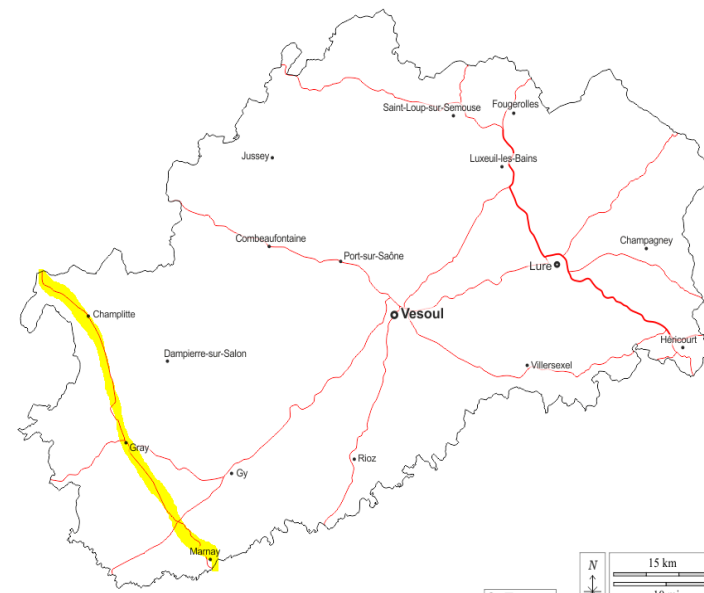 Fougerolles
Saint-Loup-sur-Semouse
Jussey
Luxeuil-les-Bains
Combeaufontaine
Champagney
Port-sur-Saône
Lure
Champlitte
Vesoul
Héricourt
Dampierre-sur-Salon
Villersexel
Gray
Rioz
Gy
Marnay
N
15 km